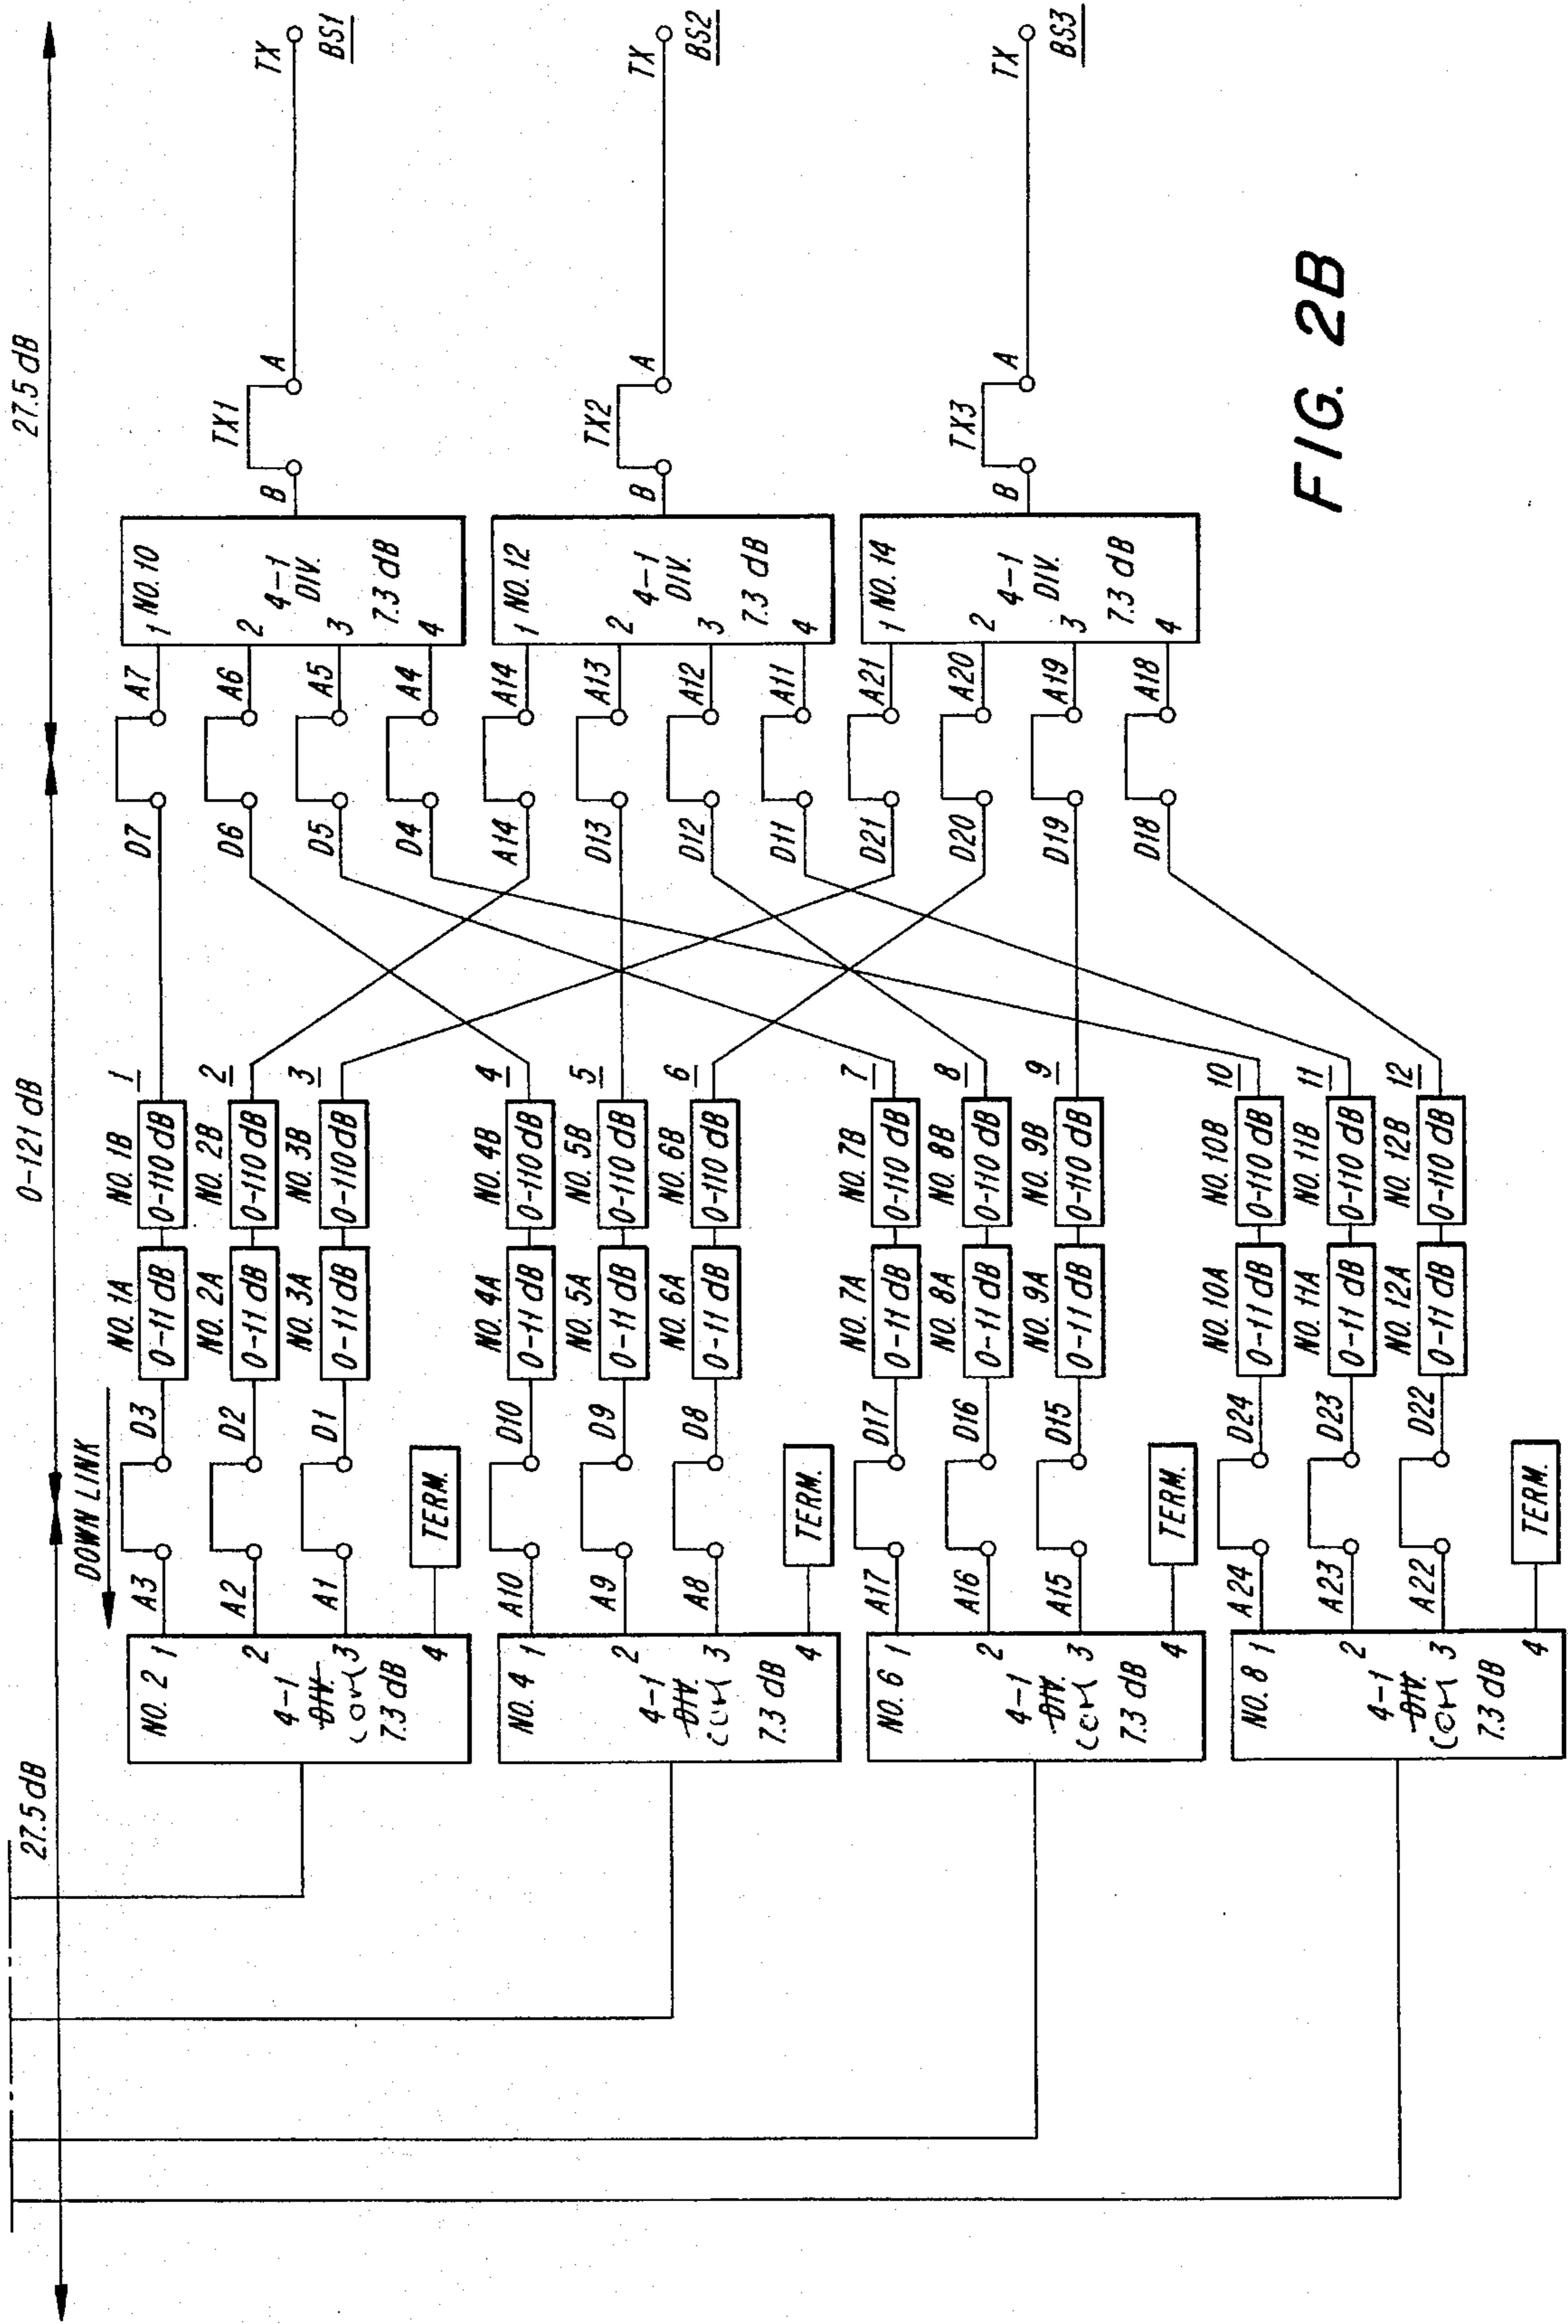 27.5 dB
0-121 dB
27.5 dB
DOWN LINK
TX
BS1
TX1
A
B
NO. 10
4-1
DIV.
7.3 dB
1
2
3
4
A7
A6
A5
A4
D7
D6
D5
D4
TX
BS2
TX2
A
B
NO. 12
4-1
DIV.
7.3 dB
1
2
3
4
A14
A13
A12
A11
A14
D13
D12
D11
TX
BS3
TX3
A
B
NO. 14
4-1
DIV.
7.3 dB
1
2
3
4
A21
A20
A19
A18
D21
D20
D19
D18
NO. 1B 1
0-110 dB
NO. 2B 2
0-110 dB
NO. 3B 3
0-110 dB
NO. 4B 4
0-110 dB
NO. 5B 5
0-110 dB
NO. 6B 6
0-110 dB
NO. 7B 7
0-110 dB
NO. 8B 8
0-110 dB
NO. 9B 9
0-110 dB
NO. 10B 10
0-110 dB
NO. 11B 11
0-110 dB
NO. 12B 12
0-110 dB
NO. 1A
0-11 dB
NO. 2A
0-11 dB
NO. 3A
0-11 dB
NO. 4A
0-11 dB
NO. 5A
0-11 dB
NO. 6A
0-11 dB
NO. 7A
0-11 dB
NO. 8A
0-11 dB
NO. 9A
0-11 dB
NO. 10A
0-11 dB
NO. 11A
0-11 dB
NO. 12A
0-11 dB
D3
D2
D1
TERM.
A3
A2
A1
NO. 2
4-1
DIV.
COM
7.3 dB
1
2
3
4
D10
D9
D8
TERM.
A10
A9
A8
NO. 4
4-1
DIV.
COM
7.3 dB
1
2
3
4
D17
D16
D15
TERM.
A17
A16
A15
NO. 6
4-1
DIV.
COM
7.3 dB
1
2
3
4
D24
D23
D22
TERM.
A24
A23
A22
NO. 8
4-1
DIV.
COM
7.3 dB
1
2
3
4
FIG. 2B